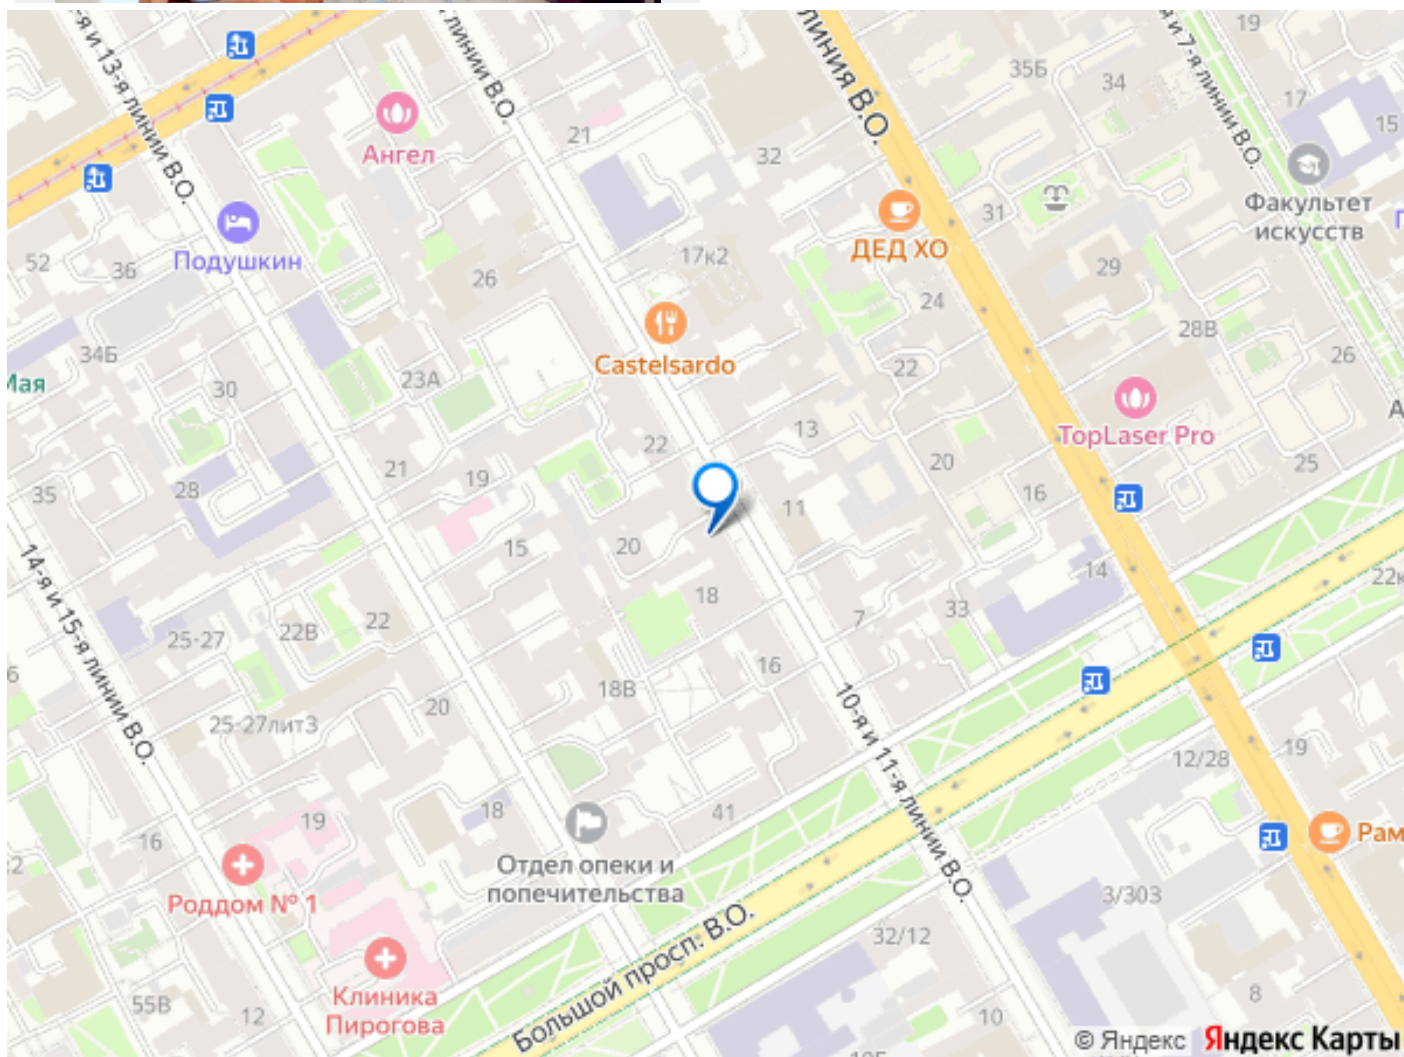 -я и 13-я линии В.О.
линии В.О.
линия В.О.
и 7-я линии В.О.
19
35Б
34
17
15
21
32
Ангел
31
Факультет
искусств
ДЕД ХО
Подушкин
52
36
26
17к2
29
24
28В
34Б
Castelsardo
26
Мая
30
23А
22
TopLaser Pro
А
13
22
21
19
20
25
35
28
16
11
15
20
14
22к
14-я и 15-я линии В.О.
18
33
25-27
22В
22
7
6
16
18В
10-я и 11-я линии В.О.
20
25-27лит3
12/28
19
18
41
19
16
Рам
2
Отдел опеки и
попечительства
Роддом № 1
3/303
Большой просп. В.О.
32/12
Клиника
Пирогова
55В
12
8
10
© Яндекс Яндекс Карты